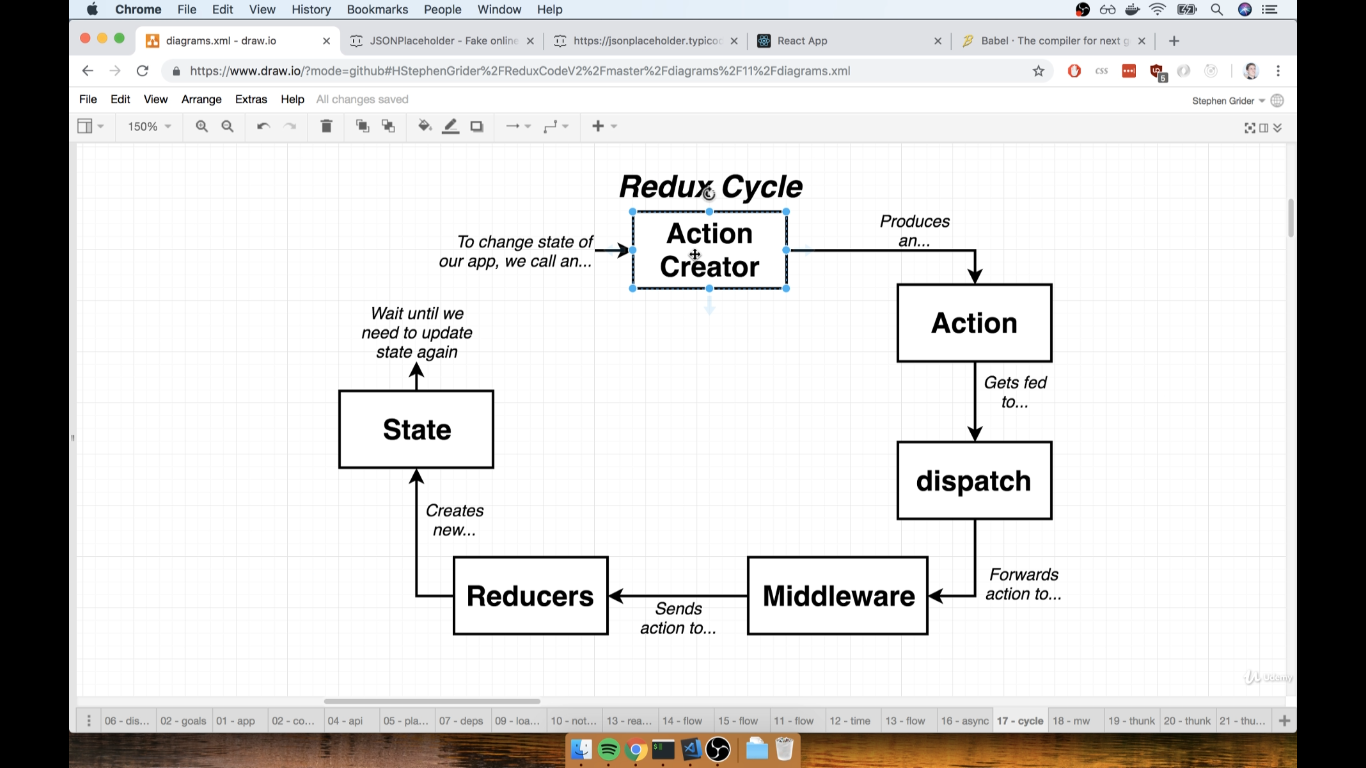 Chrome File Edit View History Bookmarks People Window Help
diagrams.xml - draw.io
JSONPlaceholder - Fake online
https://jsonplaceholder.typicoc
React App
Babel · The compiler for next g
https://www.draw.io/?mode=github#HStephenGrider%2FReduxCodeV2%2Fmaster%2Fdiagrams%2F11%2Fdiagrams.xml
css
5
File Edit View Arrange Extras Help All changes saved
Stephen Grider
150%
Redux Cycle
To change state of
our app, we call an...
Action
Creator
Produces
an...
Action
Gets fed
to...
dispatch
Forwards
action to...
Middleware
Sends
action to...
Reducers
Creates
new...
State
Wait until we
need to update
state again
Udemy
06 - dis... 02 - goals 01 - app 02 - co... 04 - api 05 - pla... 07 - deps 09 - loa... 10 - not... 13 - rea... 14 - flow 15 - flow 11 - flow 12 - time 13 - flow 16 - async 17 - cycle 18 - mw 19 - thunk 20 - thunk 21 - thu...